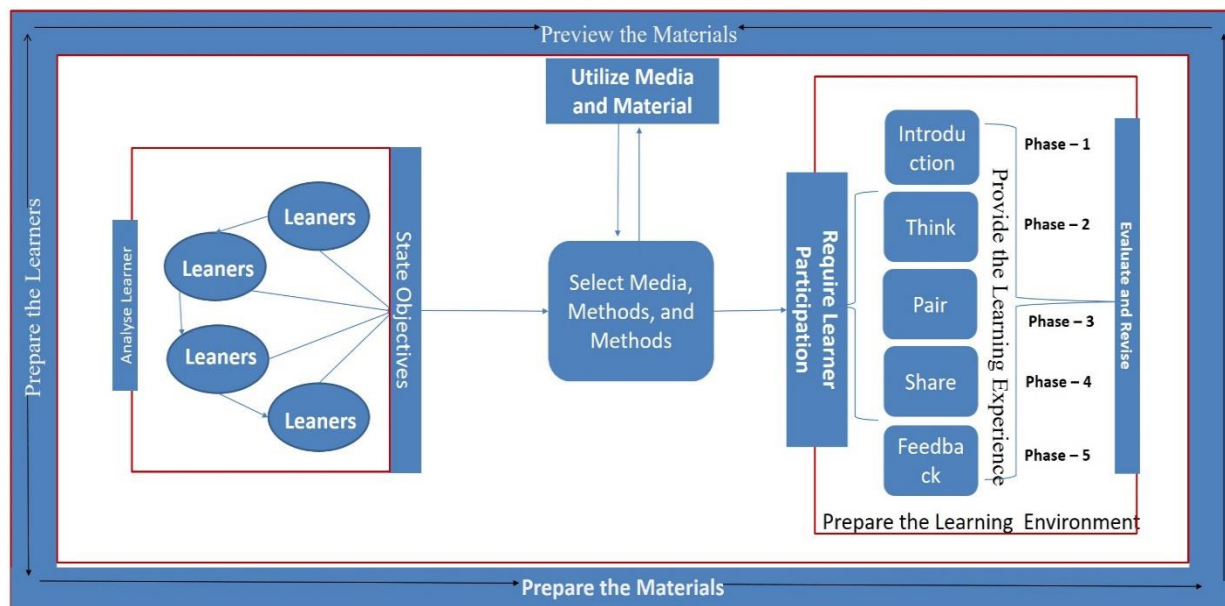 Preview the Materials
Prepare the Learners
Utilize Media
and Material
Analyse Learner
Leaners
Leaners
Leaners
Leaners
State Objectives
Select Media,
Methods, and
Methods
Require Learner
Participation
Introdu
ction
Think
Pair
Share
Feedba
ck
Provide the Learning Experience
Phase – 1
Phase – 2
Phase – 3
Phase – 4
Phase – 5
Evaluate and Revise
Prepare the Learning Environment
Prepare the Materials